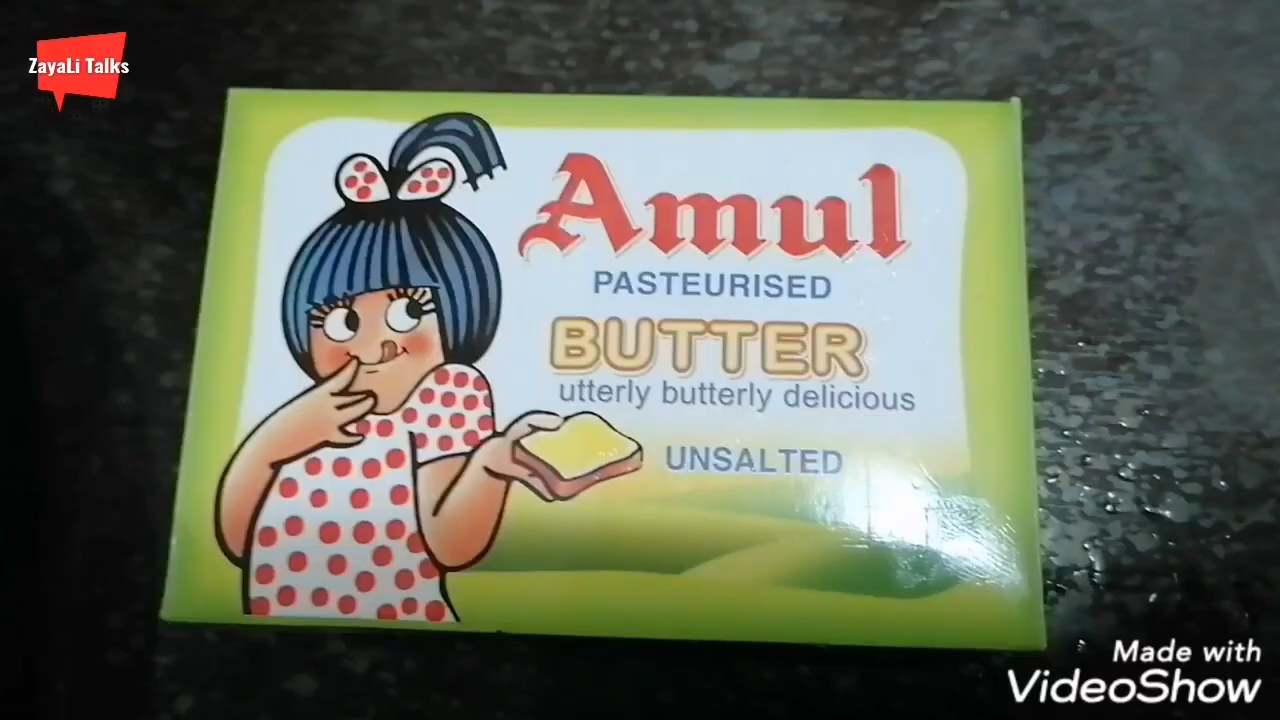 ZayaLi Talks
Amul
PASTEURISED
BUTTER
utterly butterly delicious
UNSALTED
Made with
VideoShow